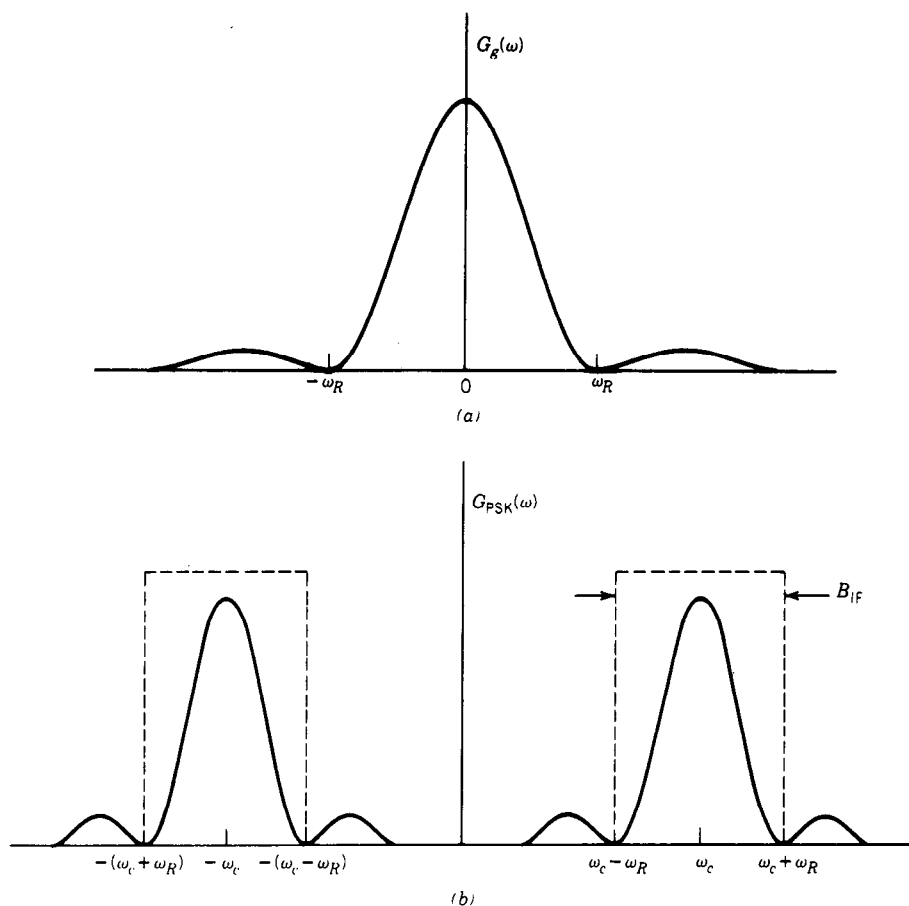 G_g(ω)
- ω_R 0 ω_R
(a)
G_PSK(ω)
B_IF
-(ω_c + ω_R) - ω_c -(ω_c - ω_R) ω_c - ω_R ω_c ω_c + ω_R
(b)